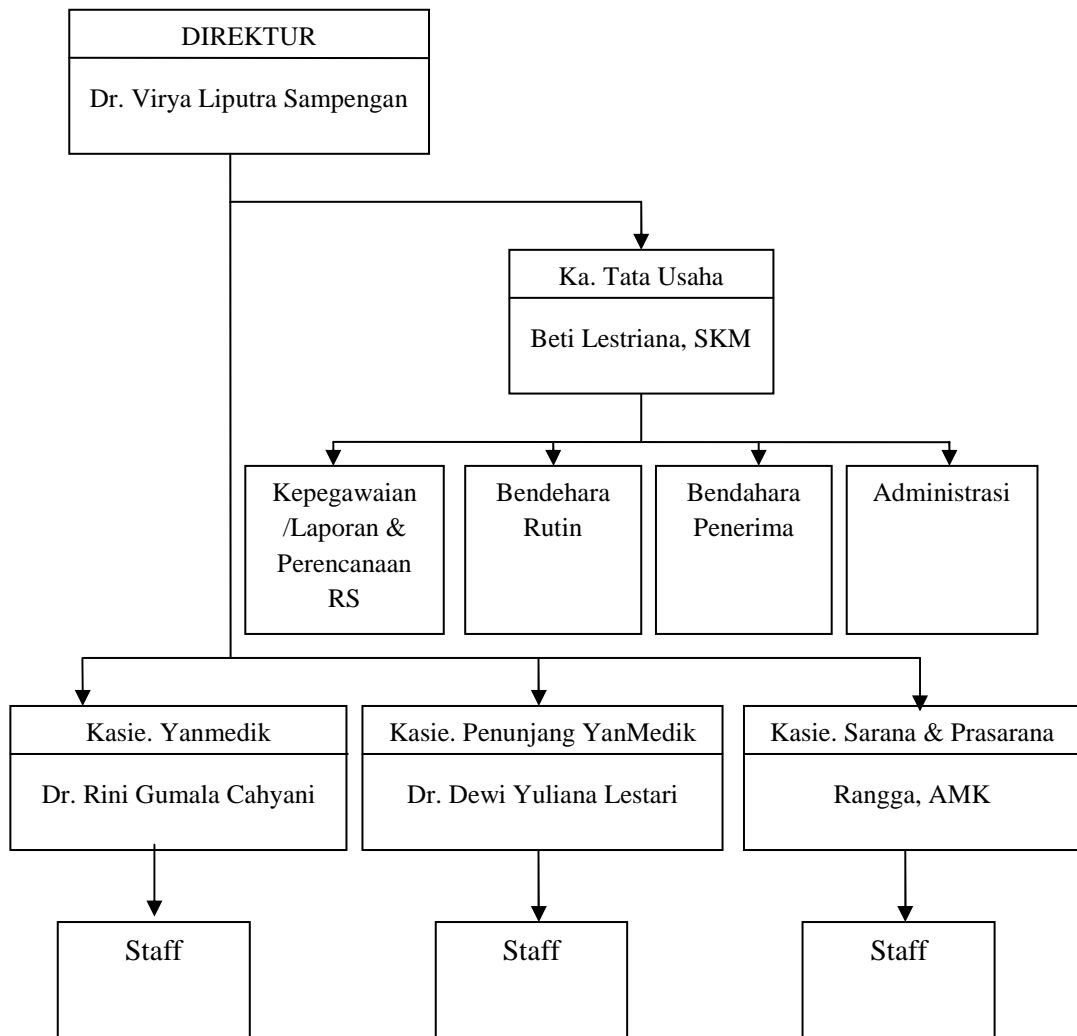 DIREKTUR
Dr. Virya Liputra Sampengan
Ka. Tata Usaha
Beti Lestriana, SKM
Kepegawaian
/Laporan &
Perencanaan
RS
Bendehara
Rutin
Bendahara
Penerima
Administrasi
Kasie. Yanmedik
Dr. Rini Gumala Cahyani
Kasie. Penunjang YanMedik
Dr. Dewi Yuliana Lestari
Kasie. Sarana & Prasarana
Rangga, AMK
Staff
Staff
Staff